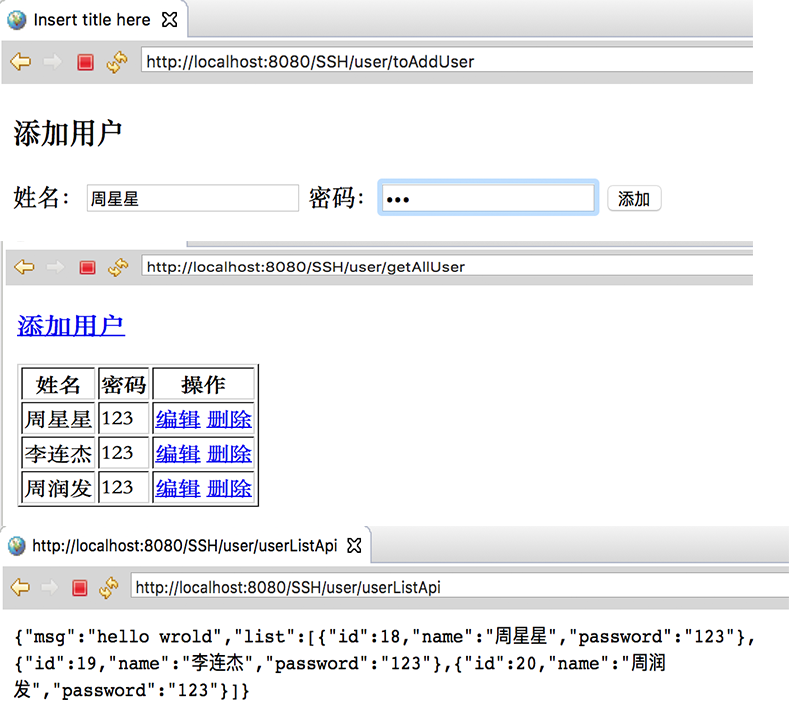 Insert title here
http://localhost:8080/SSH/user/toAddUser
添加用户
姓名： 周星星 密码： ••• 添加
http://localhost:8080/SSH/user/getAllUser
添加用户
姓名 密码 操作
周星星 123 编辑 删除
李连杰 123 编辑 删除
周润发 123 编辑 删除
http://localhost:8080/SSH/user/userListApi
http://localhost:8080/SSH/user/userListApi
{"msg":"hello wrold","list":[{"id":18,"name":"周星星","password":"123"},
{"id":19,"name":"李连杰","password":"123"},{"id":20,"name":"周润
发","password":"123"}]}